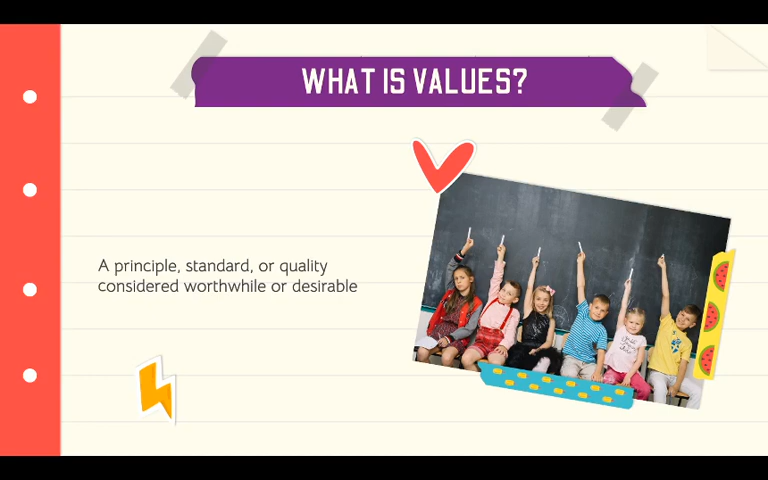 WHAT IS VALUES?
A principle, standard, or quality
considered worthwhile or desirable